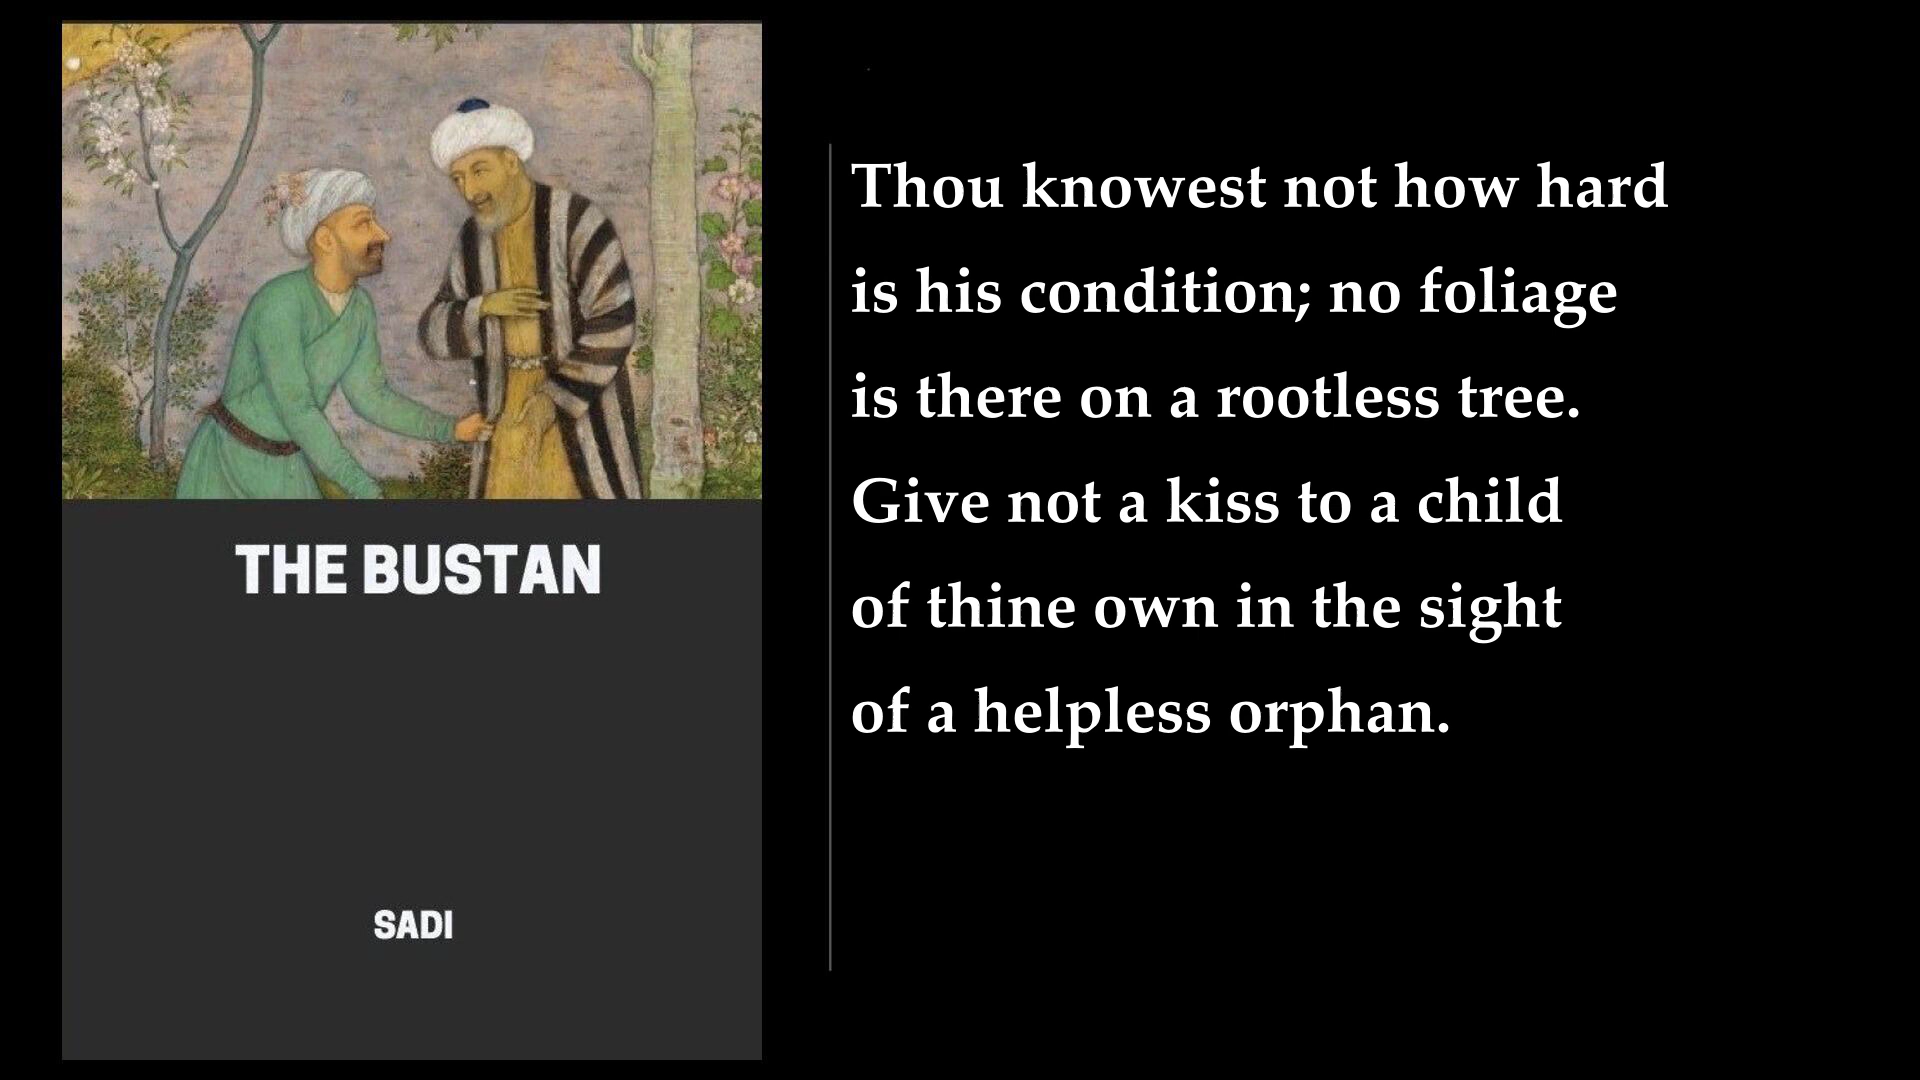 THE BUSTAN
SADI
Thou knowest not how hard
is his condition; no foliage
is there on a rootless tree.
Give not a kiss to a child
of thine own in the sight
of a helpless orphan.